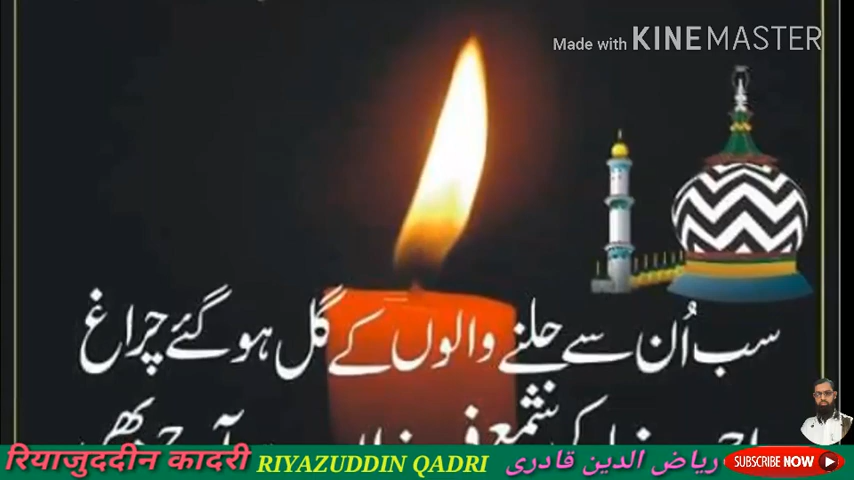 Made with KINEMASTER
سب اُن سے جلنے والوں کے گل ہو گئے چراغ
شمع
रियाजुददीन कादरी RIYAZUDDIN QADRI ریاض الدین قادری SUBSCRIBE NOW